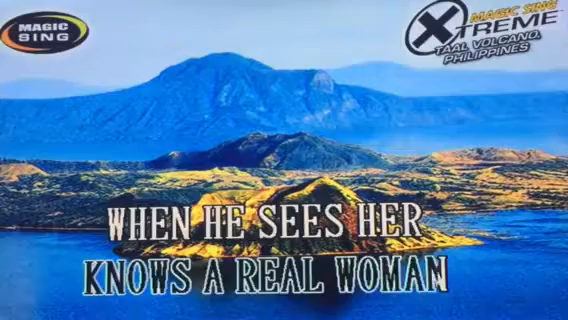 MAGIC
SING
MAGIC SING
XTREME
TAAL VOLCANO,
PHILIPPINES
WHEN HE SEES HER
KNOWS A REAL WOMAN